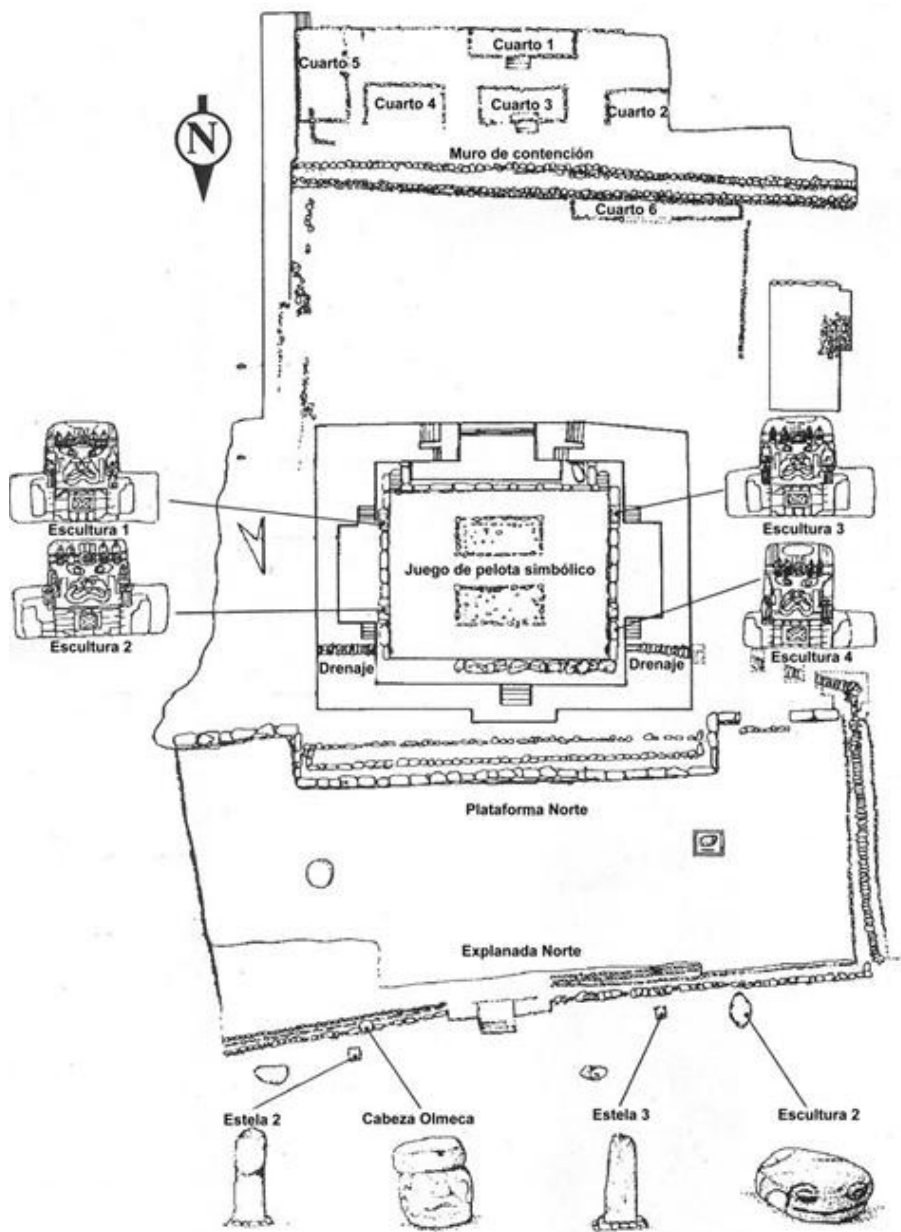 Cuarto 1
Cuarto 5
Cuarto 4
Cuarto 3
Cuarto 2
N
Muro de contención
Cuarto 6
Escultura 1
Escultura 3
Juego de pelota simbólico
Escultura 2
Escultura 4
Drenaje
Drenaje
Plataforma Norte
Explanada Norte
Estela 2
Cabeza Olmeca
Estela 3
Escultura 2